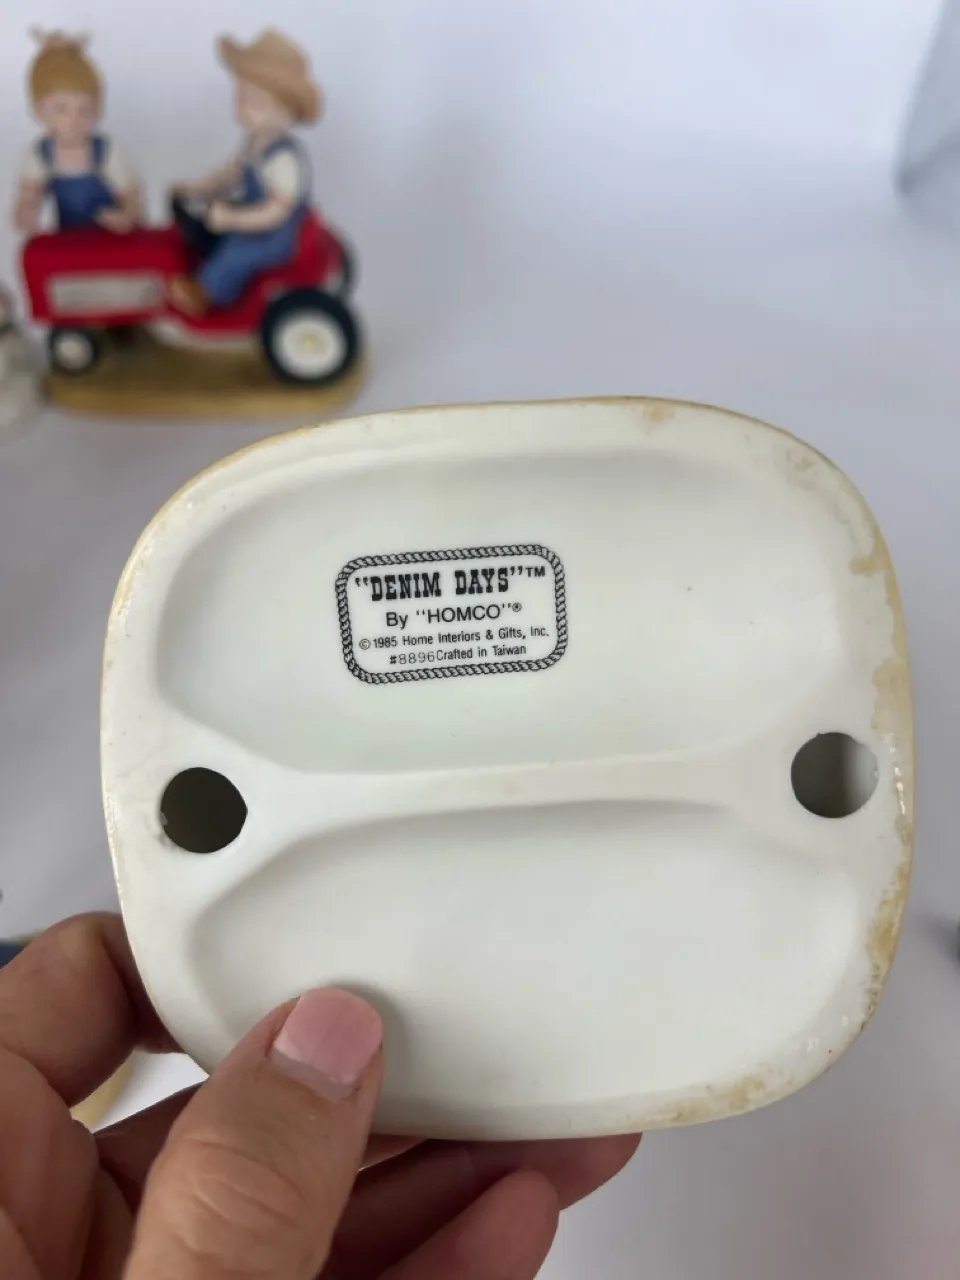 "DENIM DAYS"™
By "HOMCO"®
© 1985 Home Interiors & Gifts, Inc.
#8896 Crafted in Taiwan